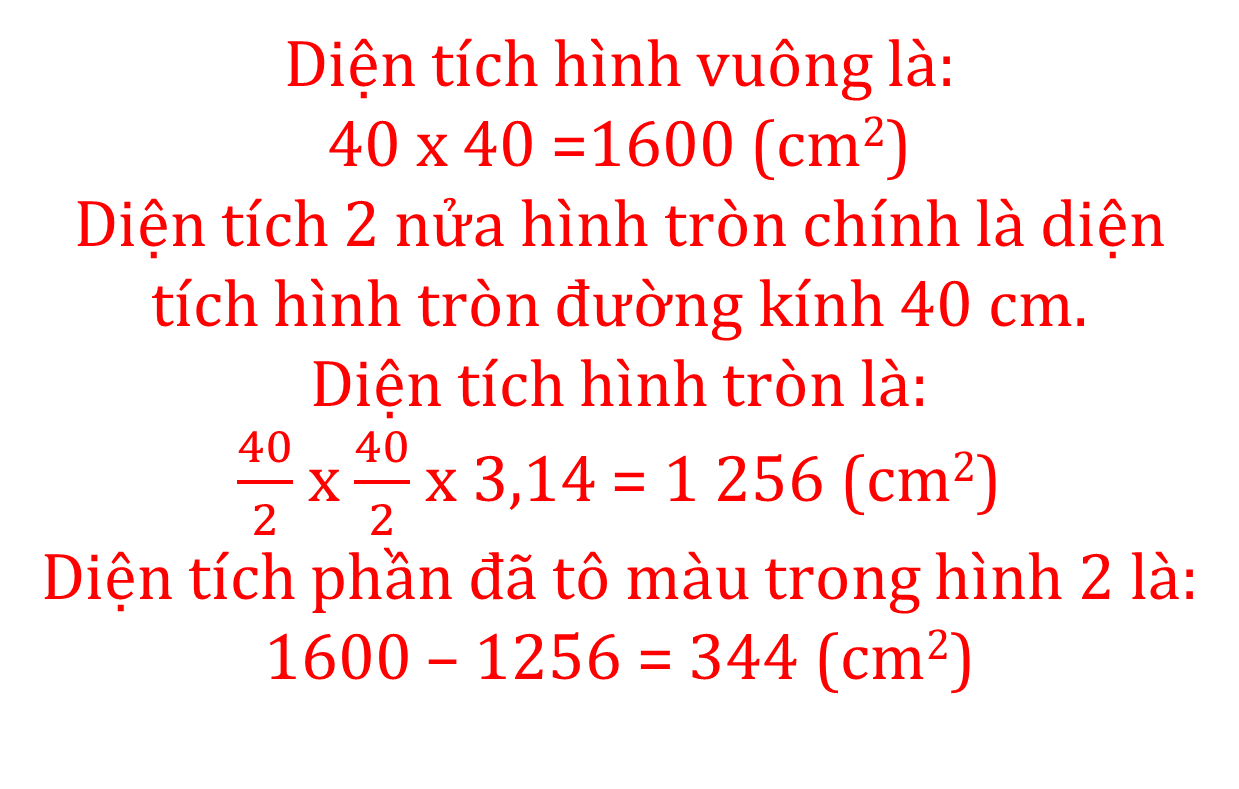 Diện tích hình vuông là:
40 x 40 =1600 (cm²)
Diện tích 2 nửa hình tròn chính là diện
tích hình tròn đường kính 40 cm.
Diện tích hình tròn là:
40/2 x 40/2 x 3,14 = 1 256 (cm²)
Diện tích phần đã tô màu trong hình 2 là:
1600 – 1256 = 344 (cm²)